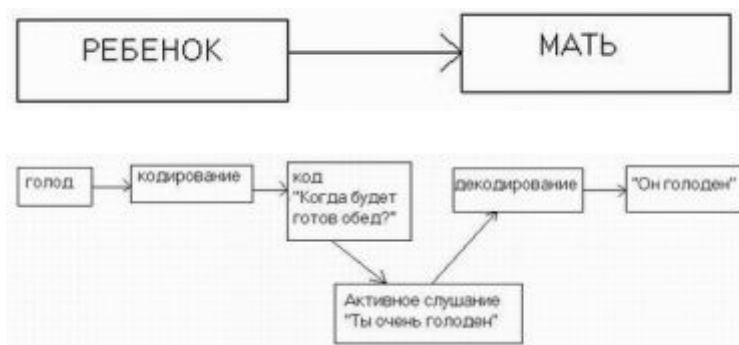 РЕБЕНОК
МАТЬ
голод
кодирование
код
"Когда будет
готов обед?"
декодирование
"Он голоден"
Активное слушание
"Ты очень голоден"